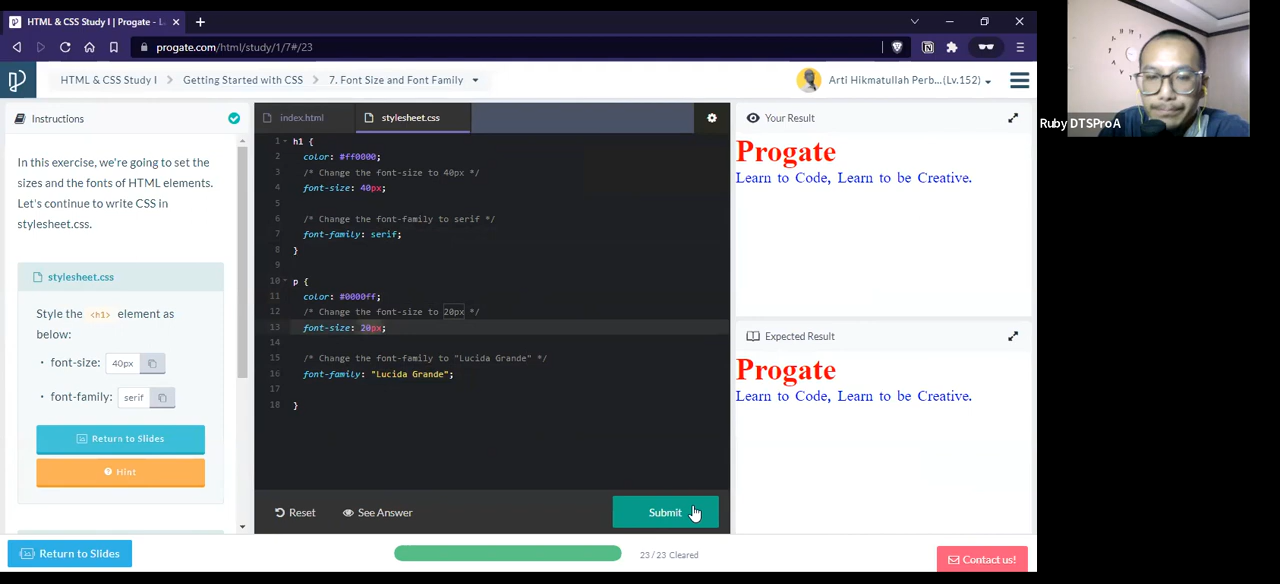 HTML & CSS Study I | Progate - L
progate.com/html/study/1/7#/23
HTML & CSS Study I
Getting Started with CSS
7. Font Size and Font Family
Arti Hikmatullah Perb...(Lv.152)
Instructions
In this exercise, we're going to set the
sizes and the fonts of HTML elements.
Let's continue to write CSS in
stylesheet.css.
stylesheet.css
Style the <h1> element as
below:
• font-size: 40px
• font-family: serif
Return to Slides
Hint
Return to Slides
index.html
stylesheet.css
1 h1 {
2 color: #ff0000;
3 /* Change the font-size to 40px */
4 font-size: 40px;
5
6 /* Change the font-family to serif */
7 font-family: serif;
8 }
9
10 p {
11 color: #0000ff;
12 /* Change the font-size to 20px */
13 font-size: 20px;
14
15 /* Change the font-family to "Lucida Grande" */
16 font-family: "Lucida Grande";
17
18 }
Reset
See Answer
Submit
23 / 23 Cleared
Your Result
Progate
Learn to Code, Learn to be Creative.
Expected Result
Progate
Learn to Code, Learn to be Creative.
Contact us!
Ruby DTSPro A